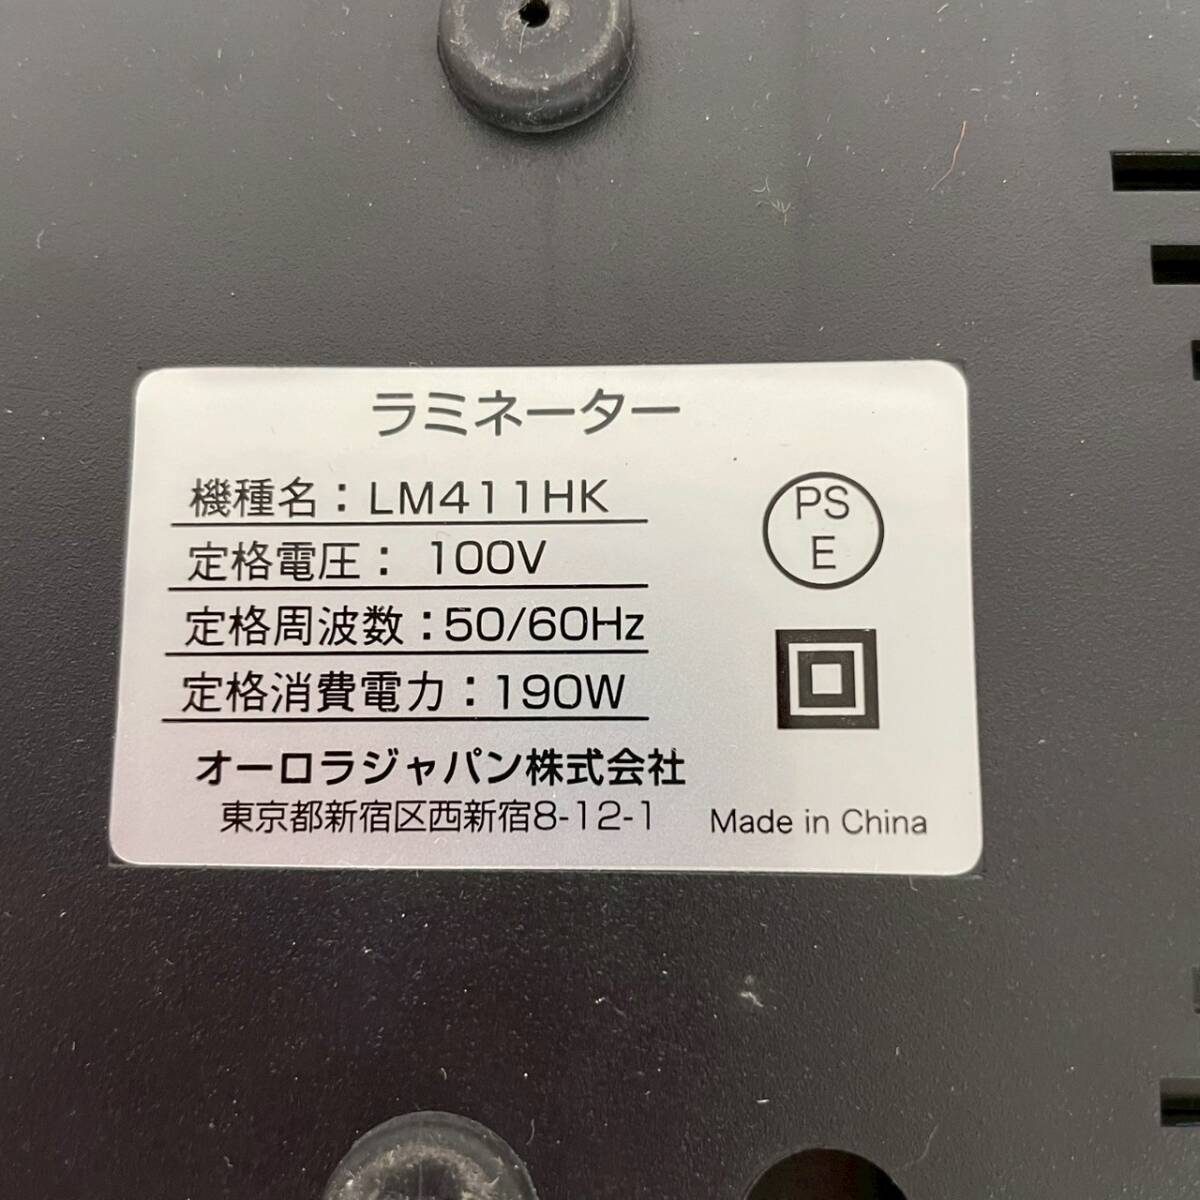 ラミネーター
機種名：LM411HK
定格電圧：100V
定格周波数：50/60Hz
定格消費電力：190W
PS
E
オーロラジャパン株式会社
東京都新宿区西新宿8-12-1
Made in China